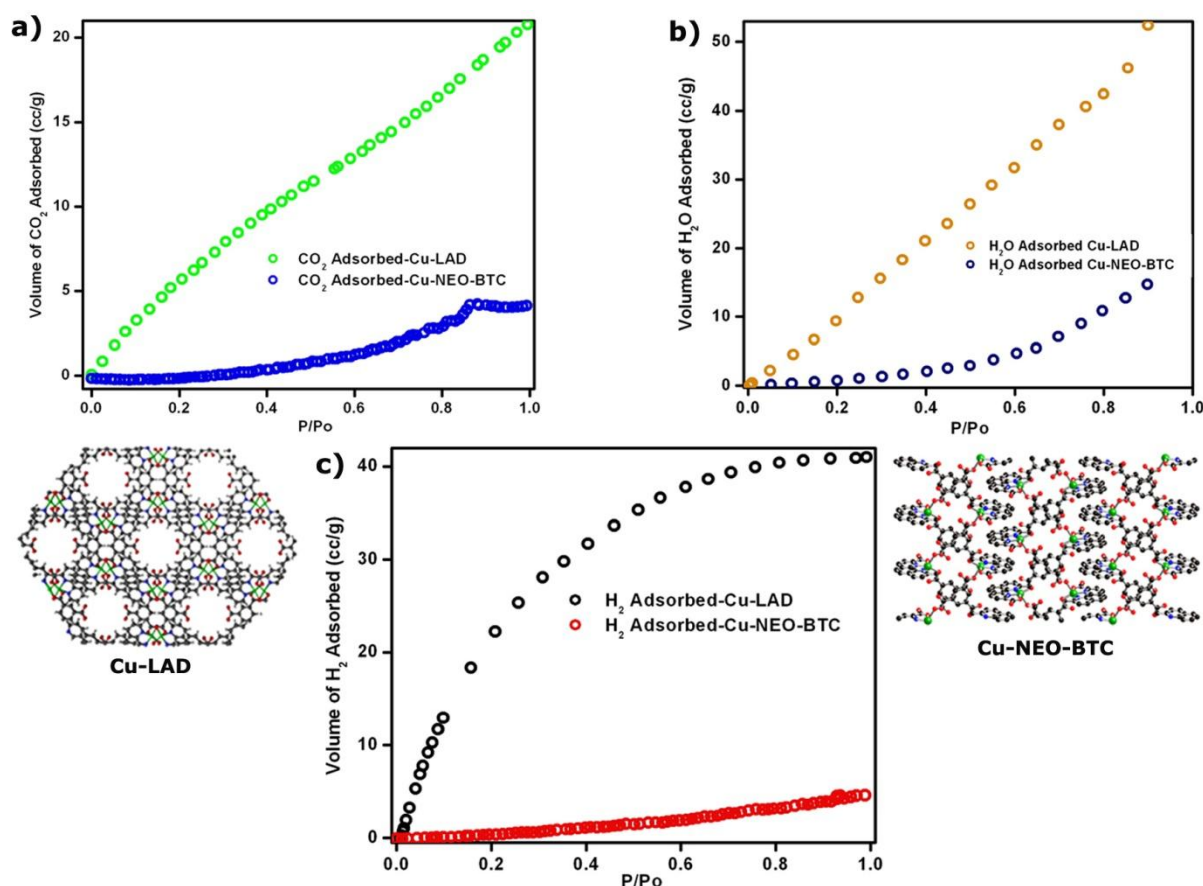 a)
Volume of CO₂ Adsorbed (cc/g)
20
15
10
5
0
CO₂ Adsorbed-Cu-LAD
CO₂ Adsorbed-Cu-NEO-BTC
0.0 0.2 0.4 0.6 0.8 1.0
P/Po
b)
Volume of H₂O Adsorbed (cc/g)
50
40
30
20
10
0
H₂O Adsorbed Cu-LAD
H₂O Adsorbed Cu-NEO-BTC
0.0 0.2 0.4 0.6 0.8 1.0
P/Po
Cu-LAD
c)
Volume of H₂ Adsorbed (cc/g)
40
30
20
10
0
H₂ Adsorbed-Cu-LAD
H₂ Adsorbed-Cu-NEO-BTC
0.0 0.2 0.4 0.6 0.8 1.0
P/Po
Cu-NEO-BTC